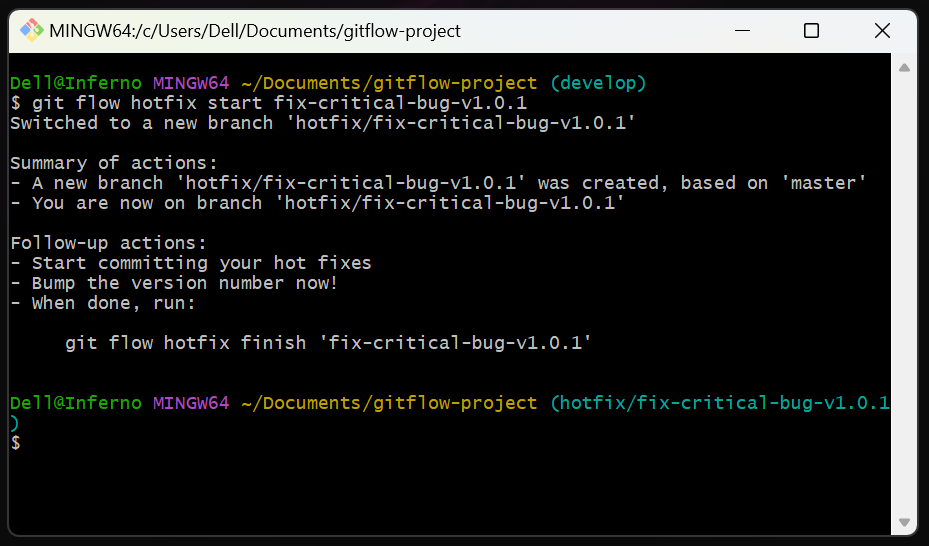 MINGW64:/c/Users/Dell/Documents/gitflow-project
Dell@Inferno MINGW64 ~/Documents/gitflow-project (develop)
$ git flow hotfix start fix-critical-bug-v1.0.1
Switched to a new branch 'hotfix/fix-critical-bug-v1.0.1'
Summary of actions:
- A new branch 'hotfix/fix-critical-bug-v1.0.1' was created, based on 'master'
- You are now on branch 'hotfix/fix-critical-bug-v1.0.1'
Follow-up actions:
- Start committing your hot fixes
- Bump the version number now!
- When done, run:
git flow hotfix finish 'fix-critical-bug-v1.0.1'
Dell@Inferno MINGW64 ~/Documents/gitflow-project (hotfix/fix-critical-bug-v1.0.1
)
$